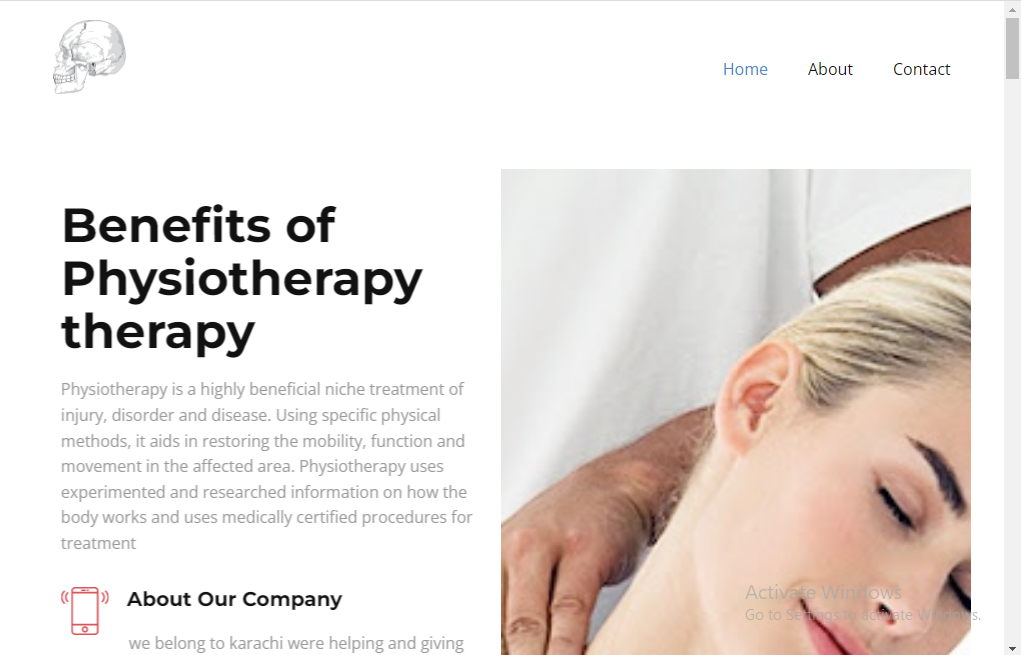 Home About Contact
Benefits of
Physiotherapy
therapy
Physiotherapy is a highly beneficial niche treatment of
injury, disorder and disease. Using specific physical
methods, it aids in restoring the mobility, function and
movement in the affected area. Physiotherapy uses
experimented and researched information on how the
body works and uses medically certified procedures for
treatment
About Our Company
we belong to karachi were helping and giving
Activate Windows
Go to Settings to activate Windows.